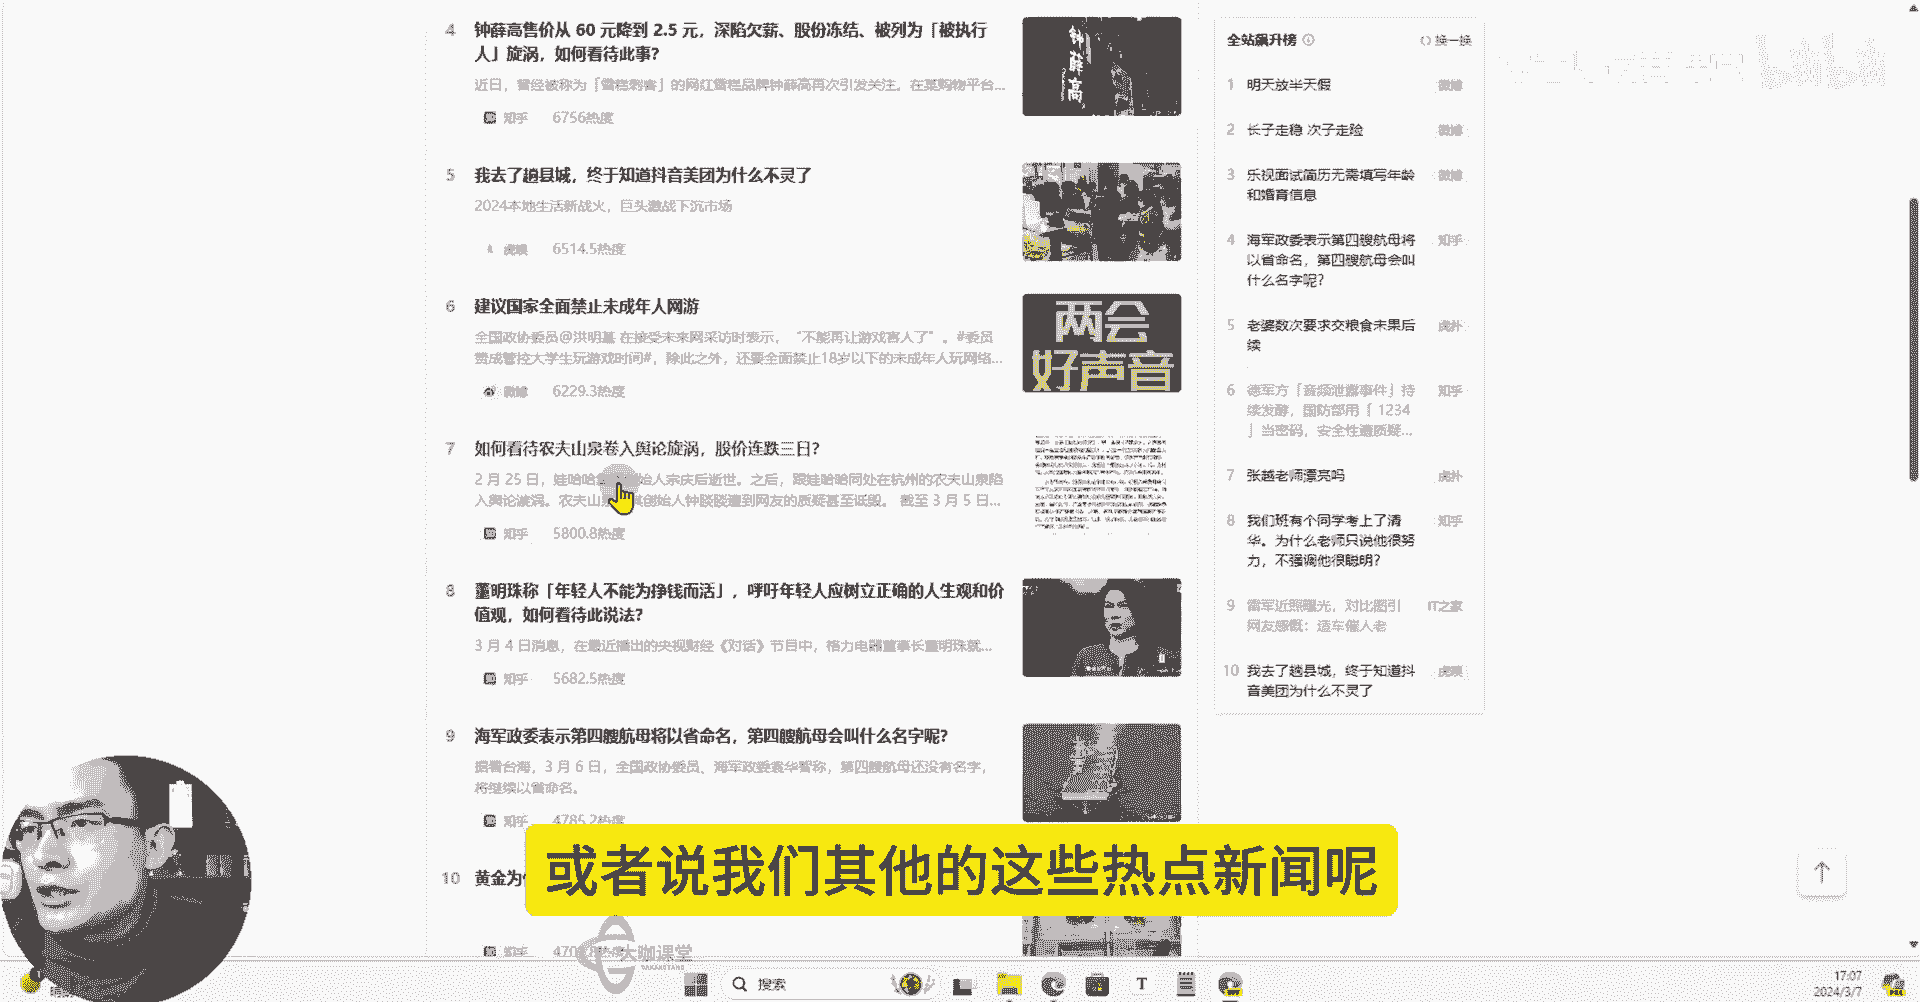 4 钟薛高售价从 60 元降到 2.5 元，深陷欠薪、股份冻结、被列为「被执行
人」旋涡，如何看待此事？
近日，曾经被称为「雪糕刺客」的网红雪糕品牌钟薛高再次引发关注。在某购物平台...
知乎 6756热度
钟薛高
5 我去了趟县城，终于知道抖音美团为什么不灵了
2024本地生活新战火，巨头激战下沉市场
虎嗅 6514.5热度
6 建议国家全面禁止未成年人网游
全国政协委员@洪明基 在接受未来网采访时表示，“不能再让游戏害人了”。#委员
赞成管控大学生玩游戏时间#，除此之外，还要全面禁止18岁以下的未成年人玩网络...
微博 6229.3热度
两会
好声音
7 如何看待农夫山泉卷入舆论旋涡，股价连跌三日？
2 月 25 日，娃哈哈 始人宗庆后逝世。之后，跟娃哈哈同处在杭州的农夫山泉陷
入舆论漩涡。农夫山 其创始人钟睒睒遭到网友的质疑甚至诋毁。 截至 3 月 5 日...
知乎 5800.8热度
8 董明珠称「年轻人不能为挣钱而活」，呼吁年轻人应树立正确的人生观和价
值观，如何看待此说法？
3 月 4 日消息，在最近播出的央视财经《对话》节目中，格力电器董事长董明珠就...
知乎 5682.5热度
9 海军政委表示第四艘航母将以省命名，第四艘航母会叫什么名字呢？
据看台海，3 月 6 日，全国政协委员、海军政委袁华智称，第四艘航母还没有名字，
将继续以省命名。
知乎 4785.2热度
10 黄金为
知乎
全站飙升榜 换一换
1 明天放半天假 微博
2 长子走稳 次子走险 微博
3 乐视面试简历无需填写年龄 微博
和婚育信息
4 海军政委表示第四艘航母将 知乎
以省命名，第四艘航母会叫
什么名字呢？
5 老婆数次要求交粮食未果后 虎扑
续
6 德军方「音频泄露事件」持 知乎
续发酵，国防部用「 1234
」当密码，安全性遭质疑...
7 张越老师漂亮吗 虎扑
8 我们班有个同学考上了清 知乎
华。为什么老师只说他很努
力，不强调他很聪明？
9 雷军近照曝光，对比图引 IT之家
网友感慨：造车催人老
10 我去了趟县城，终于知道抖 虎嗅
音美团为什么不灵了
bilibili
或者说我们其他的这些热点新闻呢
大咖课堂
DAKAKETANG
搜索
17:07
2024/3/7